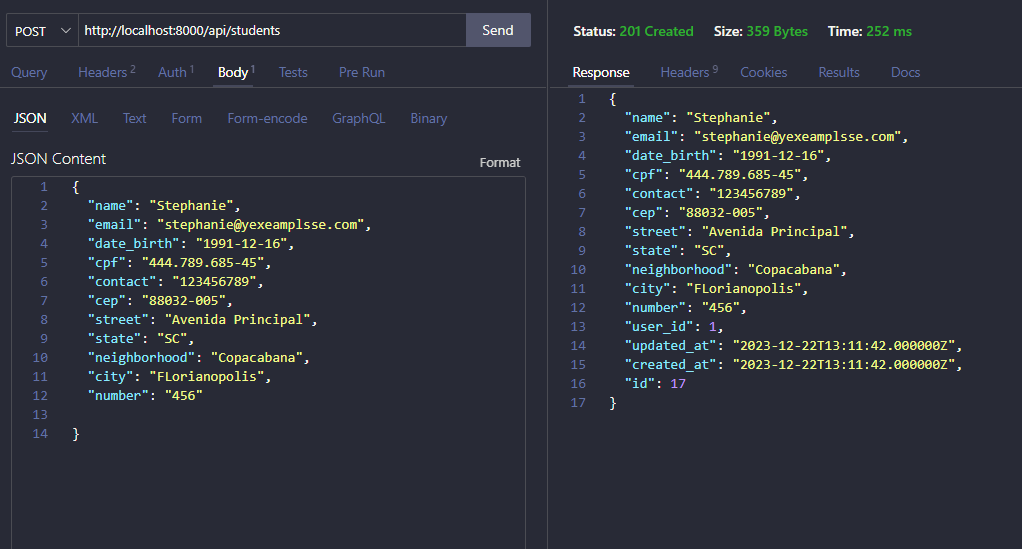 POST http://localhost:8000/api/students Send
Query Headers 2 Auth 1 Body 1 Tests Pre Run
JSON XML Text Form Form-encode GraphQL Binary
JSON Content Format
1 {
2 "name": "Stephanie",
3 "email": "stephanie@yexeamplsse.com",
4 "date_birth": "1991-12-16",
5 "cpf": "444.789.685-45",
6 "contact": "123456789",
7 "cep": "88032-005",
8 "street": "Avenida Principal",
9 "state": "SC",
10 "neighborhood": "Copacabana",
11 "city": "FLorianopolis",
12 "number": "456"
13
14 }
Status: 201 Created Size: 359 Bytes Time: 252 ms
Response Headers 9 Cookies Results Docs
1 {
2 "name": "Stephanie",
3 "email": "stephanie@yexeamplsse.com",
4 "date_birth": "1991-12-16",
5 "cpf": "444.789.685-45",
6 "contact": "123456789",
7 "cep": "88032-005",
8 "street": "Avenida Principal",
9 "state": "SC",
10 "neighborhood": "Copacabana",
11 "city": "FLorianopolis",
12 "number": "456",
13 "user_id": 1,
14 "updated_at": "2023-12-22T13:11:42.000000Z",
15 "created_at": "2023-12-22T13:11:42.000000Z",
16 "id": 17
17 }